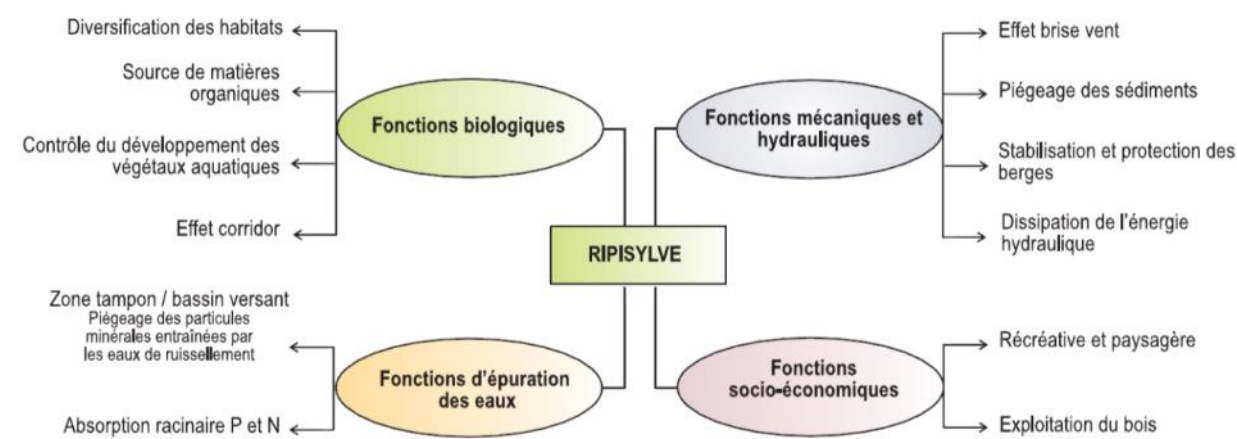 Diversification des habitats
Source de matières
organiques
Contrôle du développement des
végétaux aquatiques
Effet corridor
Fonctions biologiques
Fonctions mécaniques et
hydrauliques
Effet brise vent
Piégeage des sédiments
Stabilisation et protection des
berges
Dissipation de l'énergie
hydraulique
RIPISYLVE
Zone tampon / bassin versant
Piégeage des particules
minérales entraînées par
les eaux de ruissellement
Absorption racinaire P et N
Fonctions d'épuration
des eaux
Fonctions
socio-économiques
Récréative et paysagère
Exploitation du bois